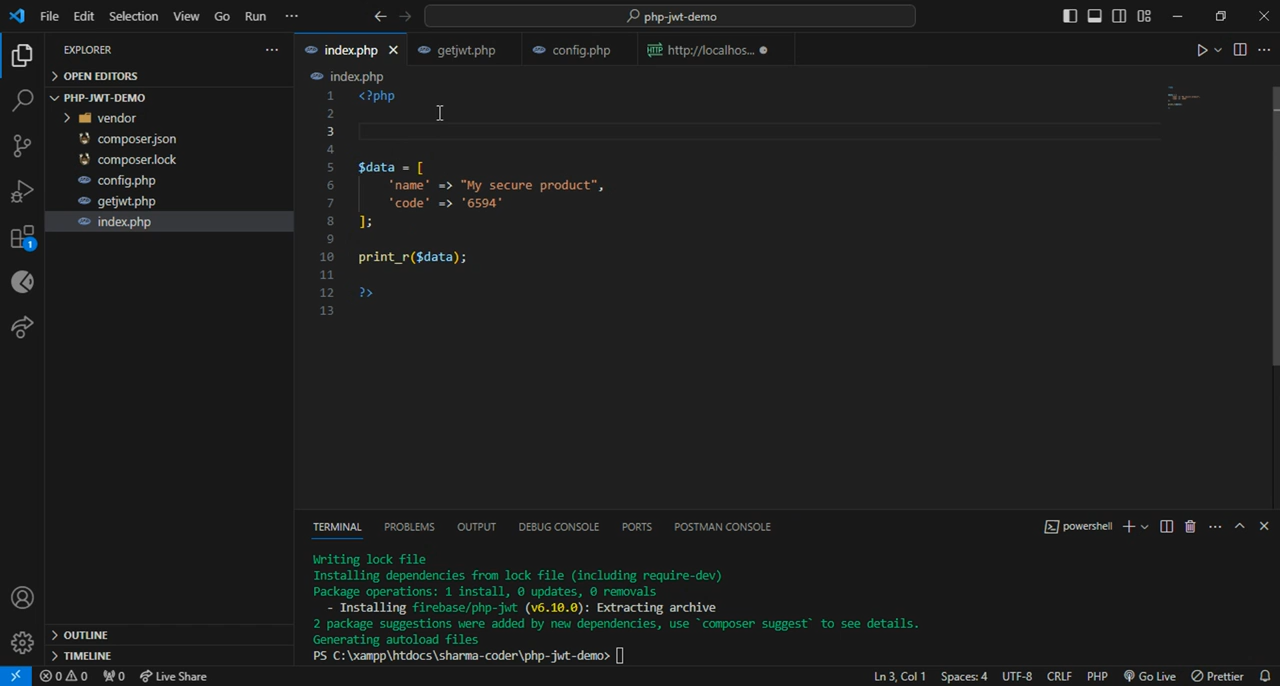 File Edit Selection View Go Run ··· php-jwt-demo
EXPLORER ···
OPEN EDITORS
PHP-JWT-DEMO
vendor
composer.json
composer.lock
config.php
getjwt.php
index.php
OUTLINE
TIMELINE
index.php getjwt.php config.php HTTP http://localhos...
index.php
1 <?php
2
3
4
5 $data = [
6 'name' => "My secure product",
7 'code' => '6594'
8 ];
9
10 print_r($data);
11
12 ?>
13
TERMINAL PROBLEMS OUTPUT DEBUG CONSOLE PORTS POSTMAN CONSOLE powershell
Writing lock file
Installing dependencies from lock file (including require-dev)
Package operations: 1 install, 0 updates, 0 removals
- Installing firebase/php-jwt (v6.10.0): Extracting archive
2 package suggestions were added by new dependencies, use `composer suggest` to see details.
Generating autoload files
PS C:\xampp\htdocs\sharma-coder\php-jwt-demo>
1
0 0 0 Live Share Ln 3, Col 1 Spaces: 4 UTF-8 CRLF PHP Go Live Prettier